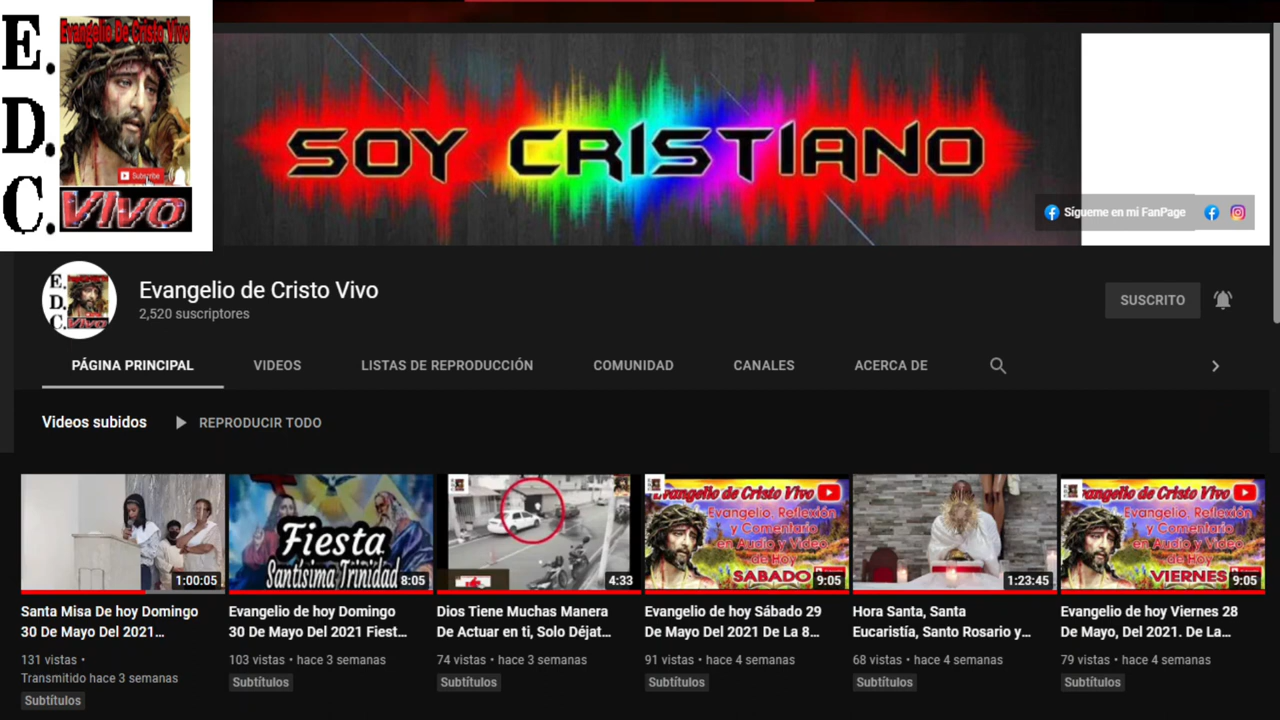 E.
D.
C.
Evangelio De Cristo Vivo
Subscribe
Vivo
SOY CRISTIANO
Sígueme en mi FanPage
E.
D.
C.
Vivo
Evangelio de Cristo Vivo
2,520 suscriptores
SUSCRITO
PÁGINA PRINCIPAL
VIDEOS
LISTAS DE REPRODUCCIÓN
COMUNIDAD
CANALES
ACERCA DE
Videos subidos
REPRODUCIR TODO
1:00:05
Santa Misa De hoy Domingo
30 De Mayo Del 2021...
131 vistas •
Transmitido hace 3 semanas
Subtítulos
Fiesta
Santísima Trinidad
8:05
Evangelio de hoy Domingo
30 De Mayo Del 2021 Fiest...
103 vistas • hace 3 semanas
Subtítulos
4:33
Dios Tiene Muchas Manera
De Actuar en ti, Solo Déjat...
74 vistas • hace 3 semanas
Subtítulos
Evangelio de Cristo Vivo
Evangelio, Reflexión
y Comentario
en Audio y Video
de Hoy
SABADO
9:05
Evangelio de hoy Sábado 29
De Mayo Del 2021 De La 8...
91 vistas • hace 4 semanas
Subtítulos
1:23:45
Hora Santa, Santa
Eucaristía, Santo Rosario y...
68 vistas • hace 4 semanas
Subtítulos
Evangelio de Cristo Vivo
Evangelio, Reflexión
y Comentario
en Audio y Video
de Hoy
VIERNES
9:05
Evangelio de hoy Viernes 28
De Mayo, Del 2021. De La...
79 vistas • hace 4 semanas
Subtítulos